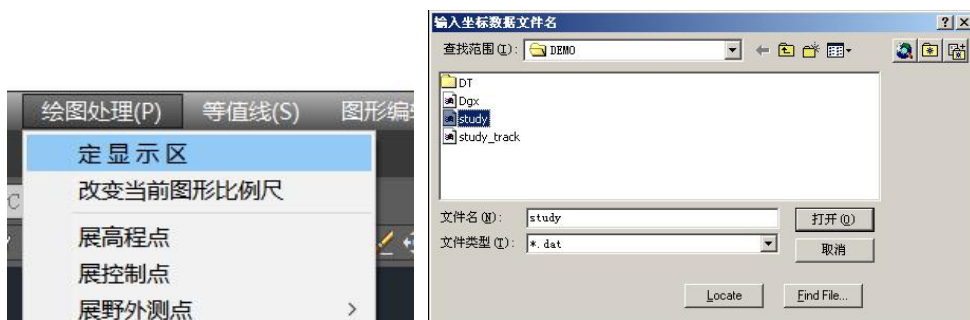 绘图处理(P) 等值线(S) 图形编
定显示区
改变当前图形比例尺
展高程点
展控制点
展野外测点 >
输入坐标数据文件名
查找范围(I): DEMO
DT
Dgx
study
study_track
文件名(N): study 打开(O)
文件类型(T): *.dat 取消
Locate Find File...